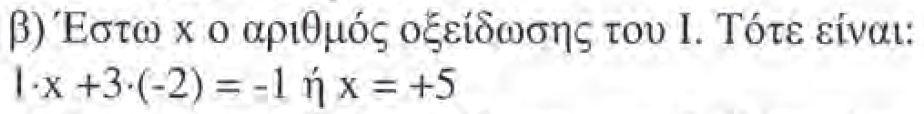 β) Έστω x ο αριθμός οξείδωσης του Ι. Τότε είναι:
1·x +3·(-2) = -1 ή x = +5